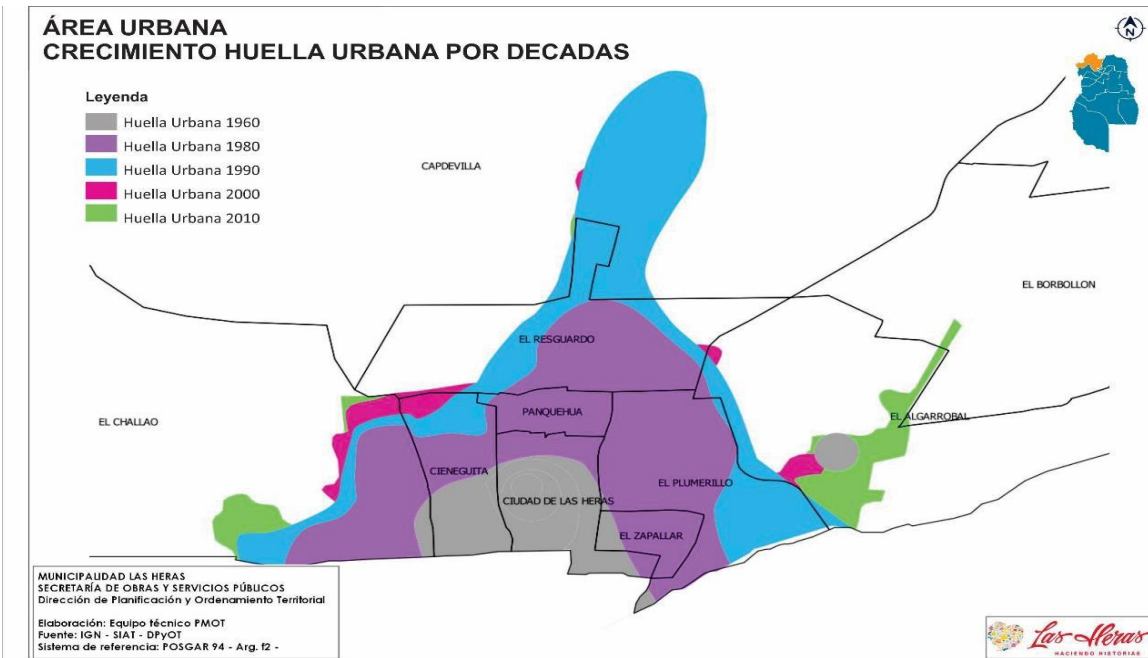 ÁREA URBANA
CRECIMIENTO HUELLA URBANA POR DECADAS
N
Leyenda
Huella Urbana 1960
Huella Urbana 1980
Huella Urbana 1990
Huella Urbana 2000
Huella Urbana 2010
CAPDEVILLA
EL BORBOLLON
EL RESGUARDO
EL CHALLAO
PANQUEHUA
EL ALGARROBAL
CIENEGUITA
EL PLUMERILLO
CIUDAD DE LAS HERAS
EL ZAPALLAR
MUNICIPALIDAD LAS HERAS
SECRETARÍA DE OBRAS Y SERVICIOS PÚBLICOS
Dirección de Planificación y Ordenamiento Territorial
Elaboración: Equipo técnico PMOT
Fuente: IGN - SIAT - DPyOT
Sistema de referencia: POSGAR 94 - Arg. f2 -
Las Heras
HACIENDO HISTORIAS